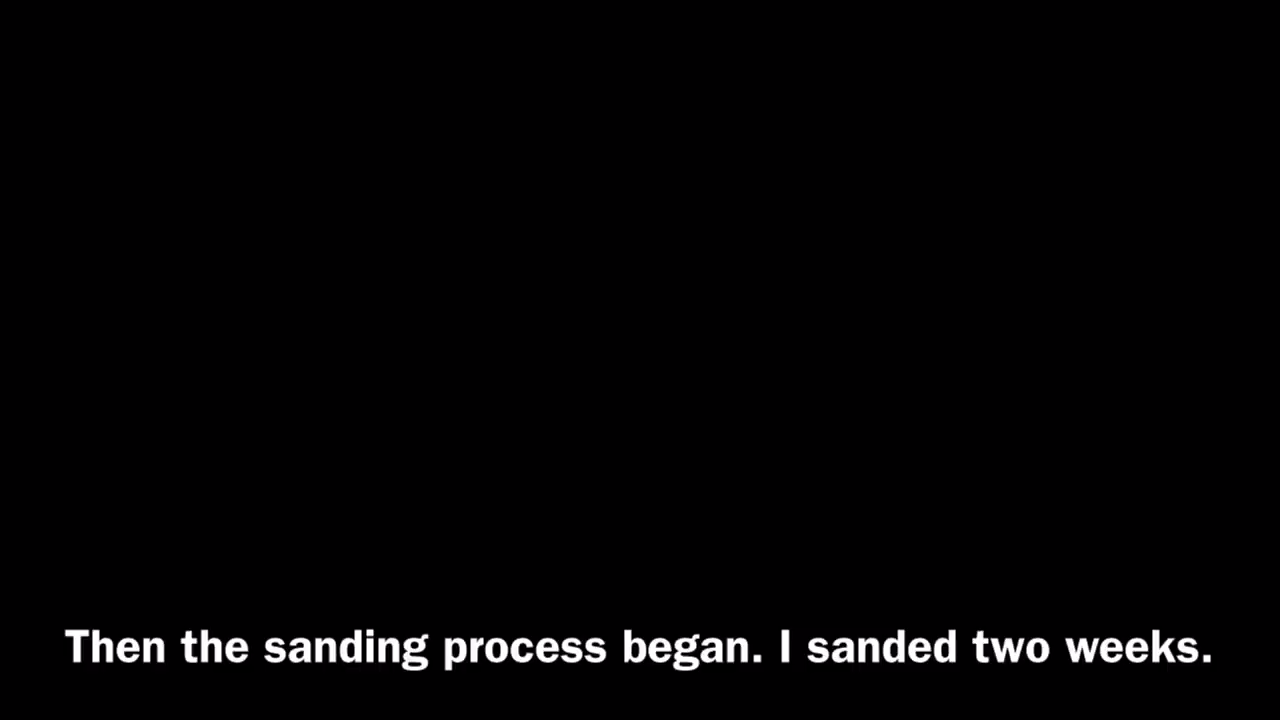 Then the sanding process began. I sanded two weeks.